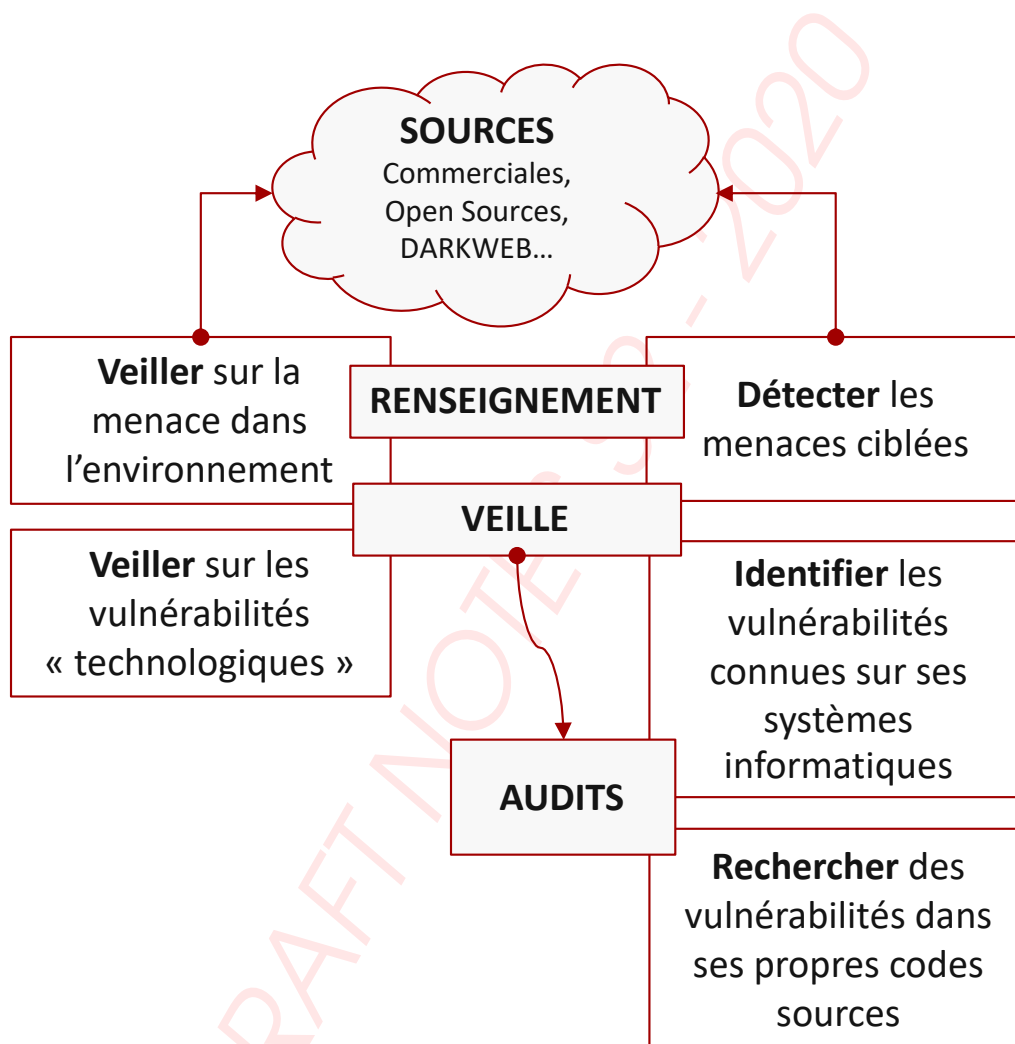 SOURCES
Commerciales,
Open Sources,
DARKWEB...
Veiller sur la
menace dans
l'environnement
RENSEIGNEMENT
Détecter les
menaces ciblées
VEILLE
Veiller sur les
vulnérabilités
« technologiques »
Identifier les
vulnérabilités
connues sur ses
systèmes
informatiques
AUDITS
Rechercher des
vulnérabilités dans
ses propres codes
sources